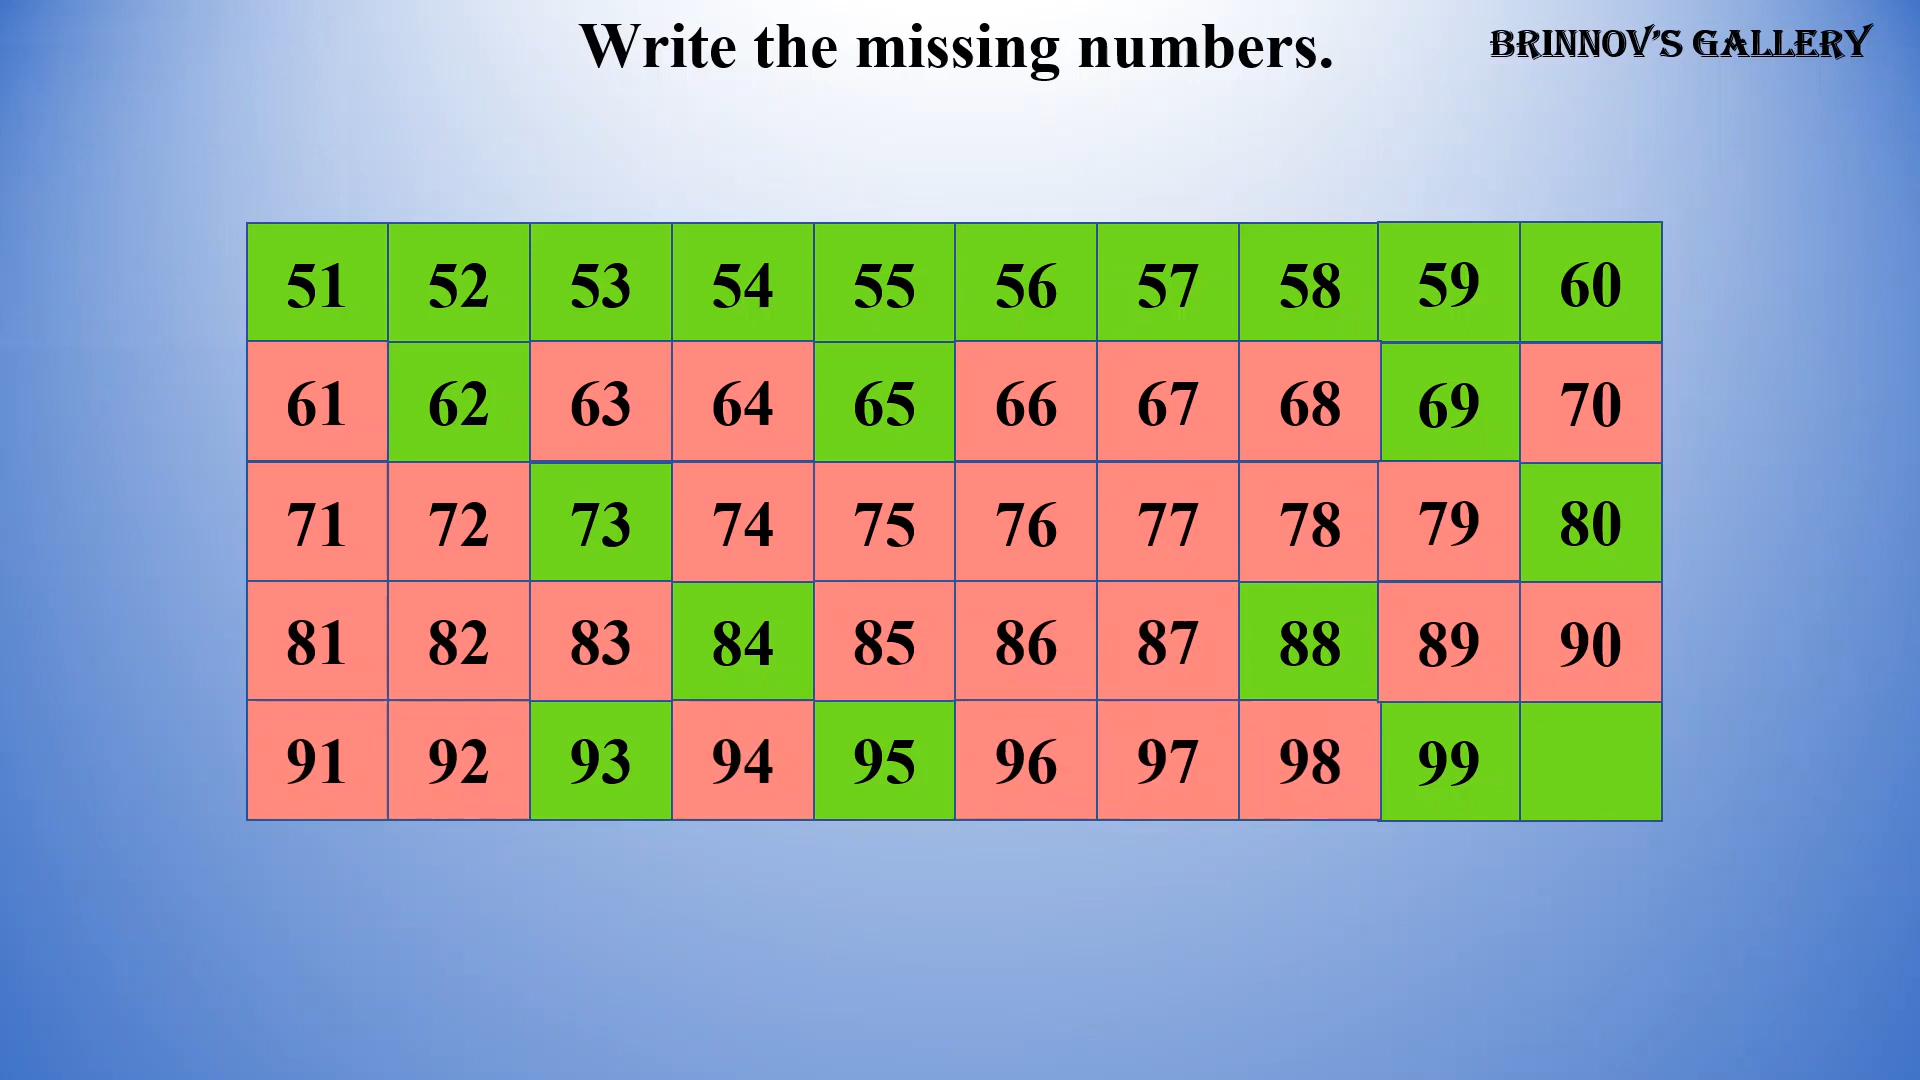 Write the missing numbers.
BRINNOV'S GALLERY
51 52 53 54 55 56 57 58 59 60
61 62 63 64 65 66 67 68 69 70
71 72 73 74 75 76 77 78 79 80
81 82 83 84 85 86 87 88 89 90
91 92 93 94 95 96 97 98 99